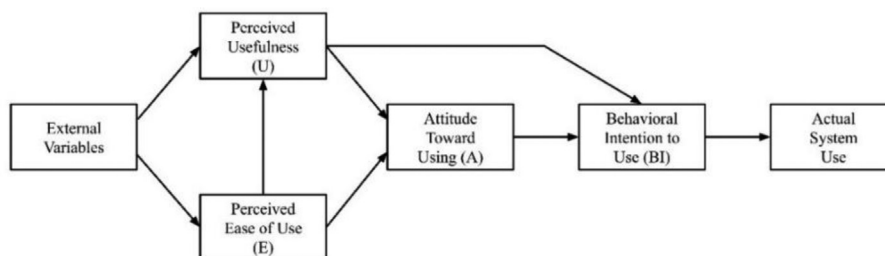 Perceived
Usefulness
(U)
External
Variables
Attitude
Toward
Using (A)
Behavioral
Intention to
Use (BI)
Actual
System
Use
Perceived
Ease of Use
(E)